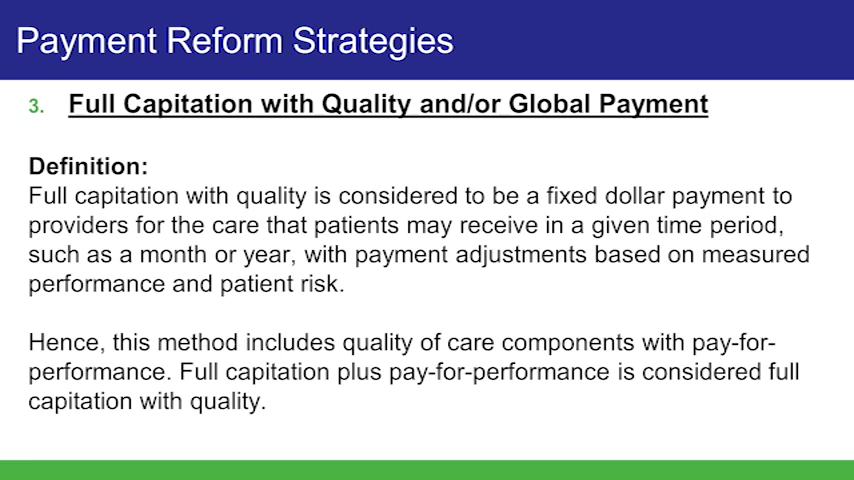 Payment Reform Strategies
3. Full Capitation with Quality and/or Global Payment
Definition:
Full capitation with quality is considered to be a fixed dollar payment to
providers for the care that patients may receive in a given time period,
such as a month or year, with payment adjustments based on measured
performance and patient risk.
Hence, this method includes quality of care components with pay-for-
performance. Full capitation plus pay-for-performance is considered full
capitation with quality.